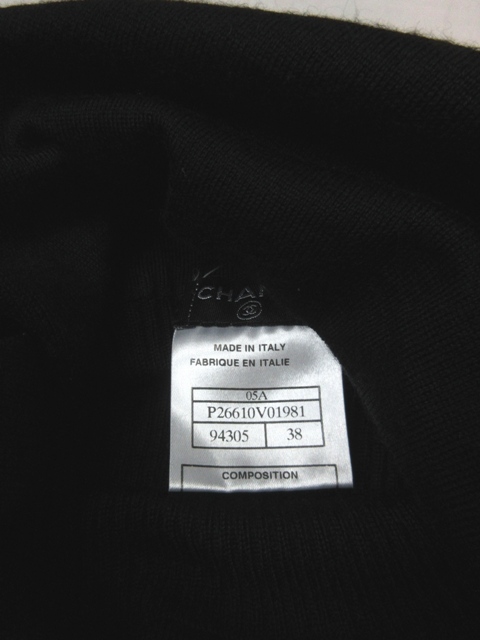 CHA
MADE IN ITALY
FABRIQUE EN ITALIE
05A
P26610V01981
94305 38
COMPOSITION